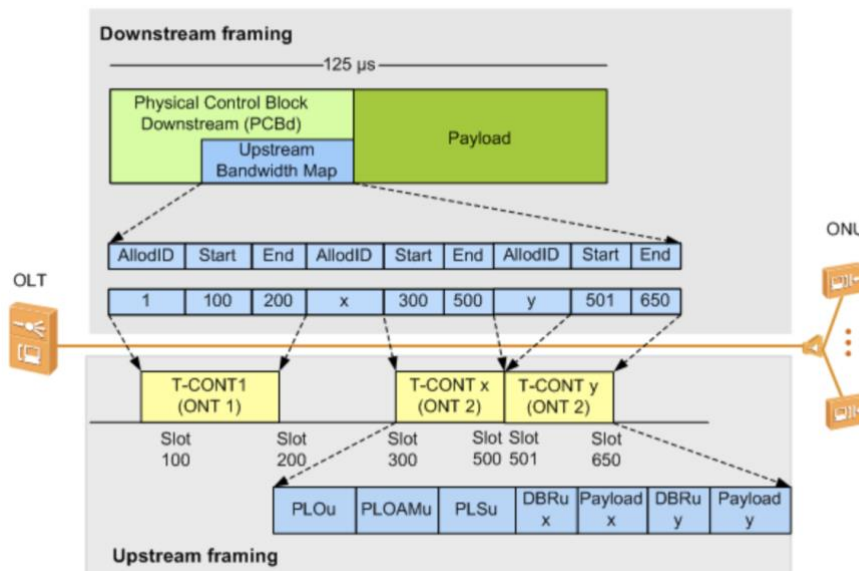 Downstream framing
125 µs
Physical Control Block
Downstream (PCBd)
Upstream
Bandwidth Map
Payload
AllodID Start End AllodID Start End AllodID Start End
1 100 200 x 300 500 y 501 650
OLT
ONU
T-CONT1
(ONT 1)
T-CONT x
(ONT 2)
T-CONT y
(ONT 2)
Slot
100
Slot
200
Slot
300
Slot
500
Slot
501
Slot
650
PLOu
PLOAMu
PLSu
DBRu
x
Payload
x
DBRu
y
Payload
y
Upstream framing